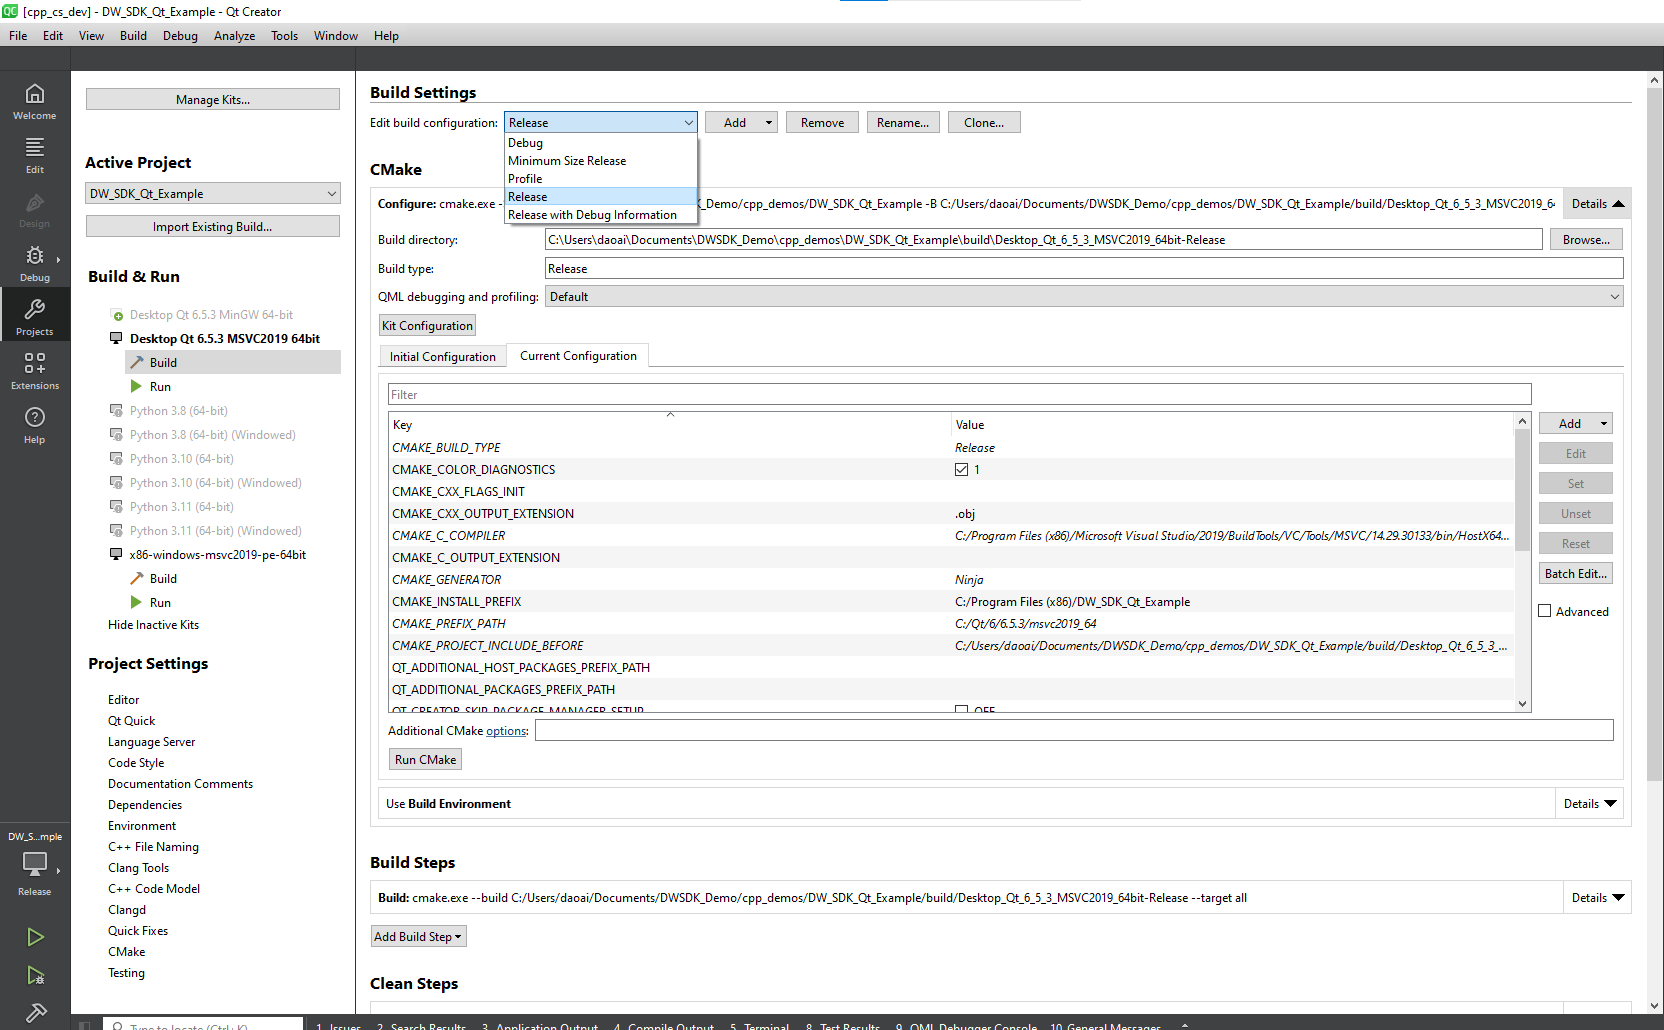 QC [cpp_cs_dev] - DW_SDK_Qt_Example - Qt Creator
File Edit View Build Debug Analyze Tools Window Help
Welcome
Edit
Design
Debug
Projects
Extensions
Help
DW_S...mple
Release
Manage Kits...
Active Project
DW_SDK_Qt_Example
Import Existing Build...
Build & Run
Desktop Qt 6.5.3 MinGW 64-bit
Desktop Qt 6.5.3 MSVC2019 64bit
Build
Run
Python 3.8 (64-bit)
Python 3.8 (64-bit) (Windowed)
Python 3.10 (64-bit)
Python 3.10 (64-bit) (Windowed)
Python 3.11 (64-bit)
Python 3.11 (64-bit) (Windowed)
x86-windows-msvc2019-pe-64bit
Build
Run
Hide Inactive Kits
Project Settings
Editor
Qt Quick
Language Server
Code Style
Documentation Comments
Dependencies
Environment
C++ File Naming
Clang Tools
C++ Code Model
Clangd
Quick Fixes
CMake
Testing
Build Settings
Edit build configuration: Release Add Remove Rename... Clone...
Debug
Minimum Size Release
Profile
Release
Release with Debug Information
CMake
Configure: cmake.exe - K_Demo/cpp_demos/DW_SDK_Qt_Example -B C:/Users/daoai/Documents/DWSDK_Demo/cpp_demos/DW_SDK_Qt_Example/build/Desktop_Qt_6_5_3_MSVC2019_6 Details
Build directory: C:\Users\daoai\Documents\DWSDK_Demo\cpp_demos\DW_SDK_Qt_Example\build\Desktop_Qt_6_5_3_MSVC2019_64bit-Release Browse...
Build type: Release
QML debugging and profiling: Default
Kit Configuration
Initial Configuration Current Configuration
Filter
Key Value
CMAKE_BUILD_TYPE Release
CMAKE_COLOR_DIAGNOSTICS 1
CMAKE_CXX_FLAGS_INIT
CMAKE_CXX_OUTPUT_EXTENSION .obj
CMAKE_C_COMPILER C:/Program Files (x86)/Microsoft Visual Studio/2019/BuildTools/VC/Tools/MSVC/14.29.30133/bin/HostX64...
CMAKE_C_OUTPUT_EXTENSION
CMAKE_GENERATOR Ninja
CMAKE_INSTALL_PREFIX C:/Program Files (x86)/DW_SDK_Qt_Example
CMAKE_PREFIX_PATH C:/Qt/6/6.5.3/msvc2019_64
CMAKE_PROJECT_INCLUDE_BEFORE C:/Users/daoai/Documents/DWSDK_Demo/cpp_demos/DW_SDK_Qt_Example/build/Desktop_Qt_6_5_3_...
QT_ADDITIONAL_HOST_PACKAGES_PREFIX_PATH
QT_ADDITIONAL_PACKAGES_PREFIX_PATH
QT_CREATOR_SKIP_PACKAGE_MANAGER_SETUP OFF
Add
Edit
Set
Unset
Reset
Batch Edit...
Advanced
Additional CMake options:
Run CMake
Use Build Environment Details
Build Steps
Build: cmake.exe --build C:/Users/daoai/Documents/DWSDK_Demo/cpp_demos/DW_SDK_Qt_Example/build/Desktop_Qt_6_5_3_MSVC2019_64bit-Release --target all Details
Add Build Step
Clean Steps
Type to locate (Ctrl+K) 1 Issues 2 Search Results 3 Application Output 4 Compile Output 5 Terminal 8 Test Results 9 QML Debugger Console 10 General Messages